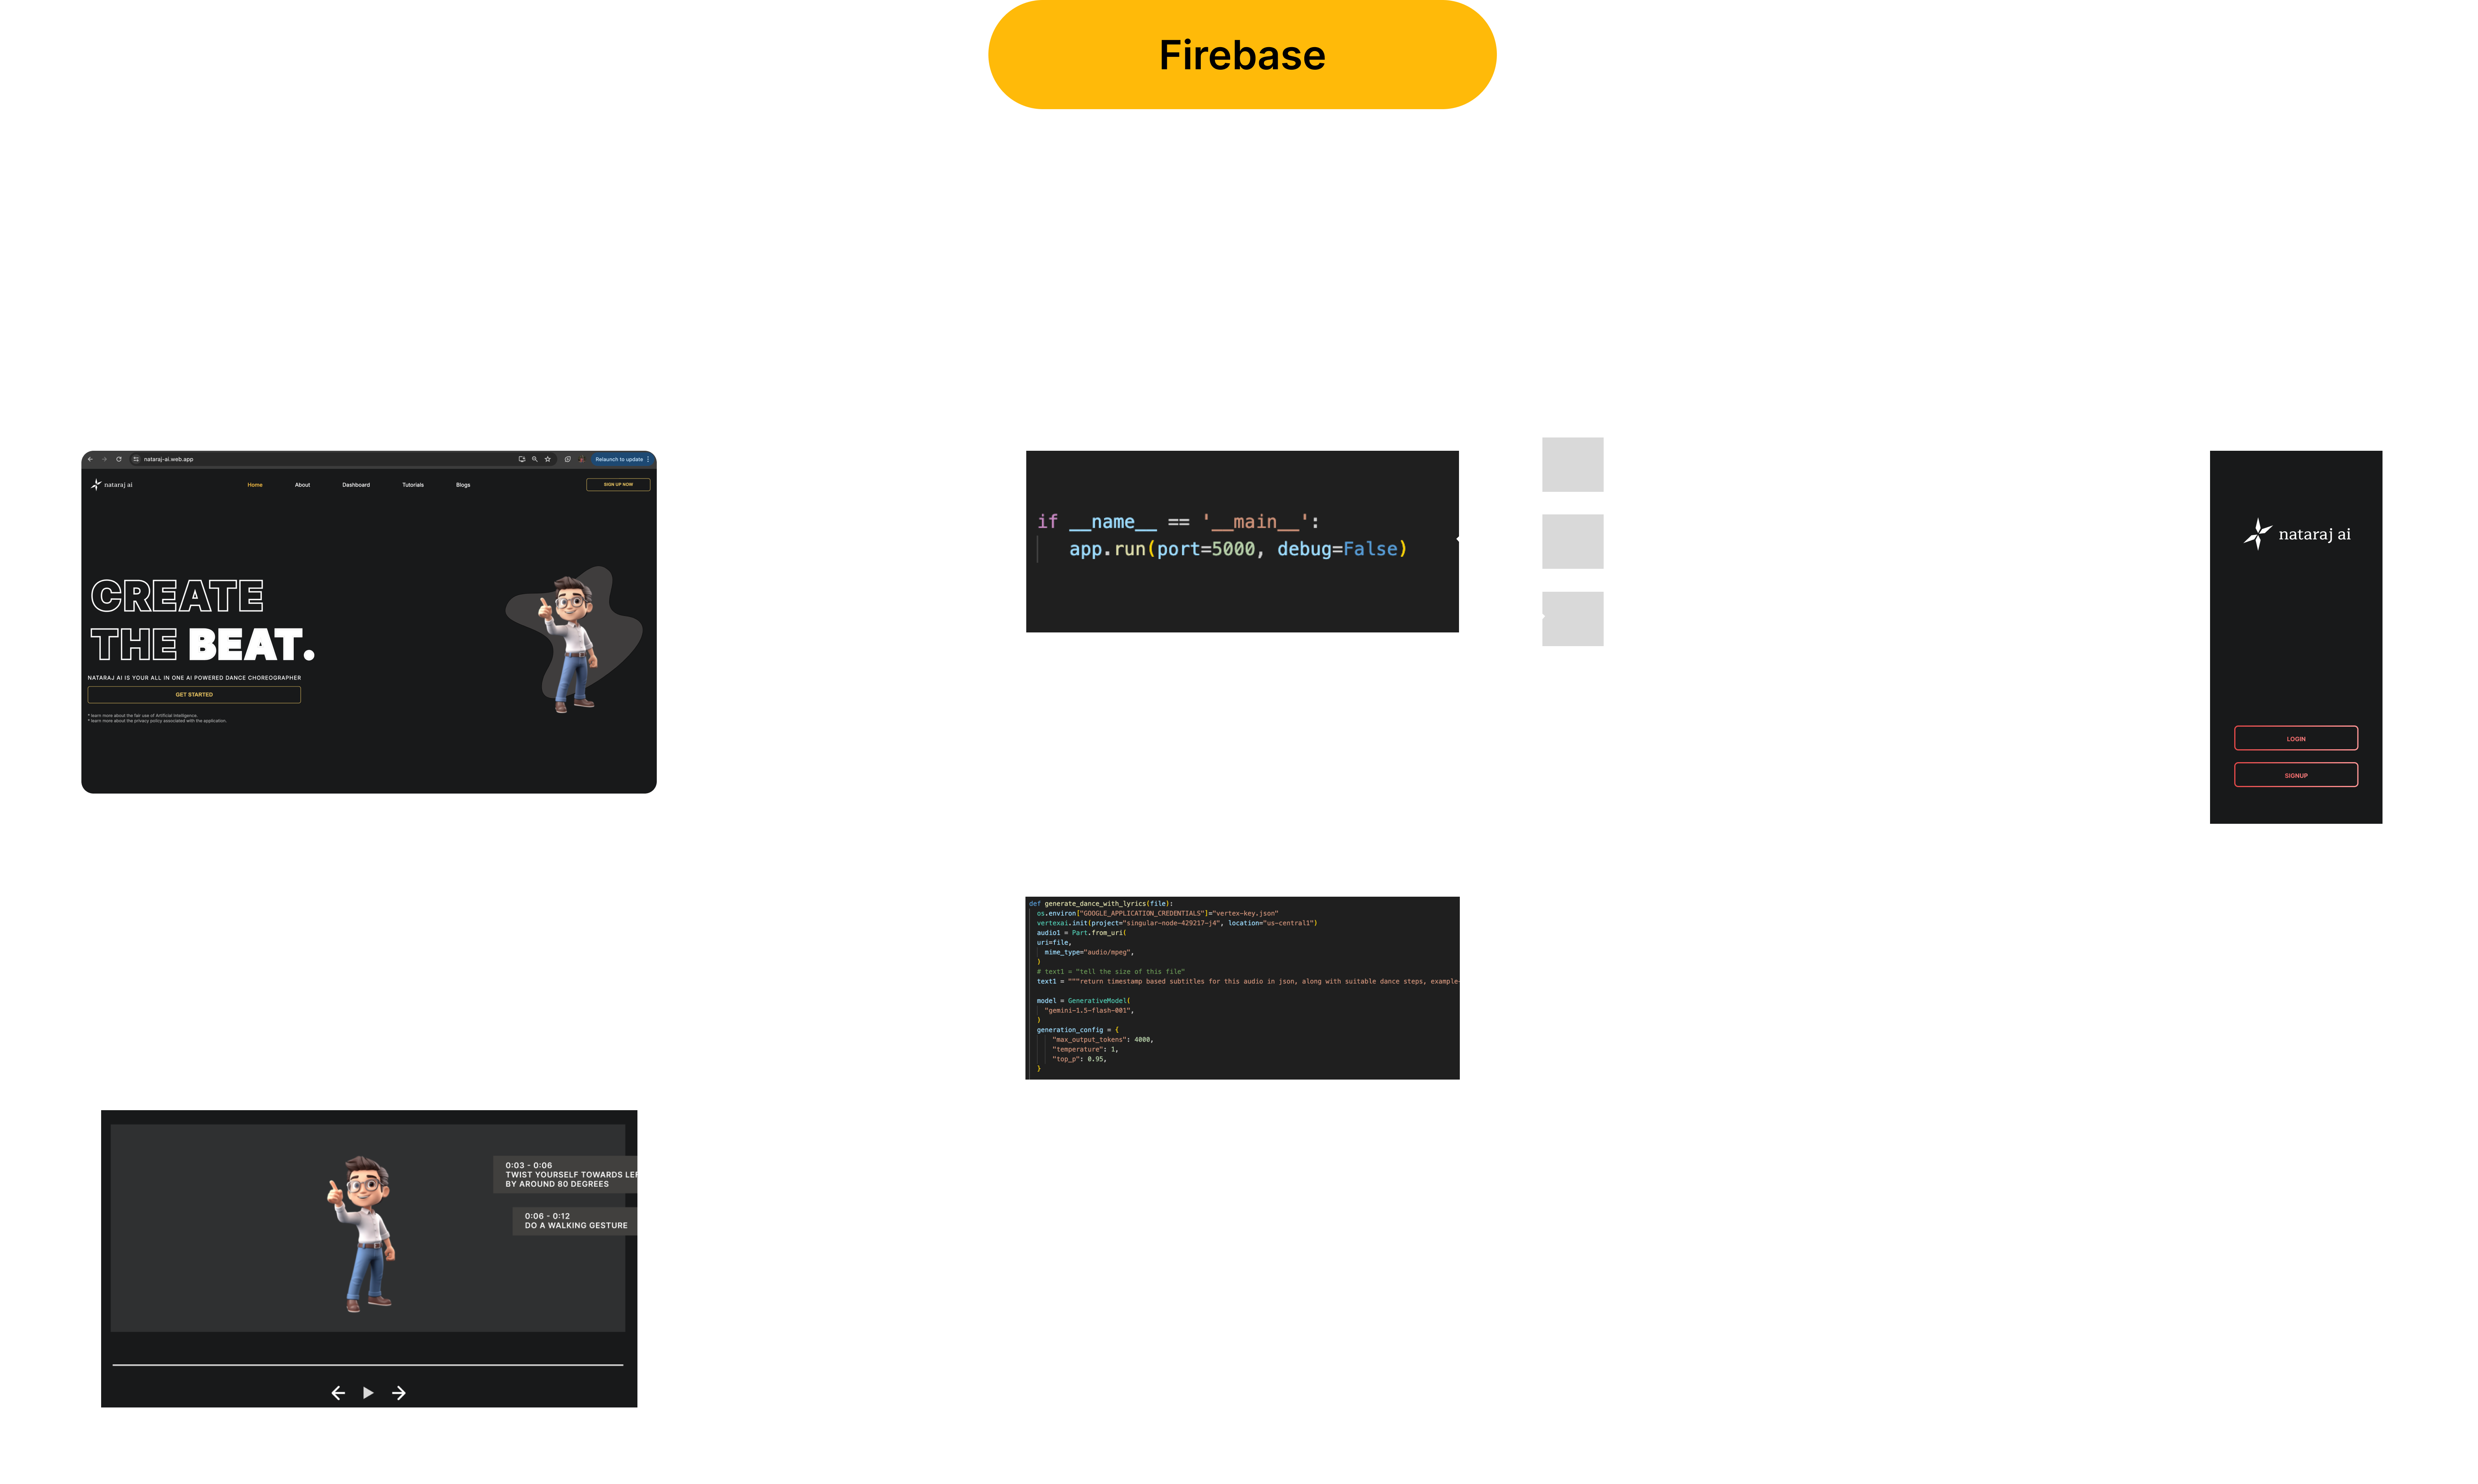 Firebase
nataraj-ai.web.app
Relaunch to update
nataraj ai
Home
About
Dashboard
Tutorials
Blogs
SIGN UP NOW
CREATE
THE BEAT.
NATARAJ AI IS YOUR ALL IN ONE AI POWERED DANCE CHOREOGRAPHER
GET STARTED
* learn more about the fair use of Artificial Intelligence.
* learn more about the privacy policy associated with the application.
if __name__ == '__main__':
app.run(port=5000, debug=False)
nataraj ai
LOGIN
SIGNUP
def generate_dance_with_lyrics(file):
os.environ["GOOGLE_APPLICATION_CREDENTIALS"]="vertex-key.json"
vertexai.init(project="singular-node-429217-j4", location="us-central1")
audio1 = Part.from_uri(
uri=file,
mime_type="audio/mpeg",
)
# text1 = "tell the size of this file"
text1 = """return timestamp based subtitles for this audio in json, along with suitable dance steps, example-
model = GenerativeModel(
"gemini-1.5-flash-001",
)
generation_config = {
"max_output_tokens": 4000,
"temperature": 1,
"top_p": 0.95,
}
0:03 - 0:06
TWIST YOURSELF TOWARDS LEF
BY AROUND 80 DEGREES
0:06 - 0:12
DO A WALKING GESTURE